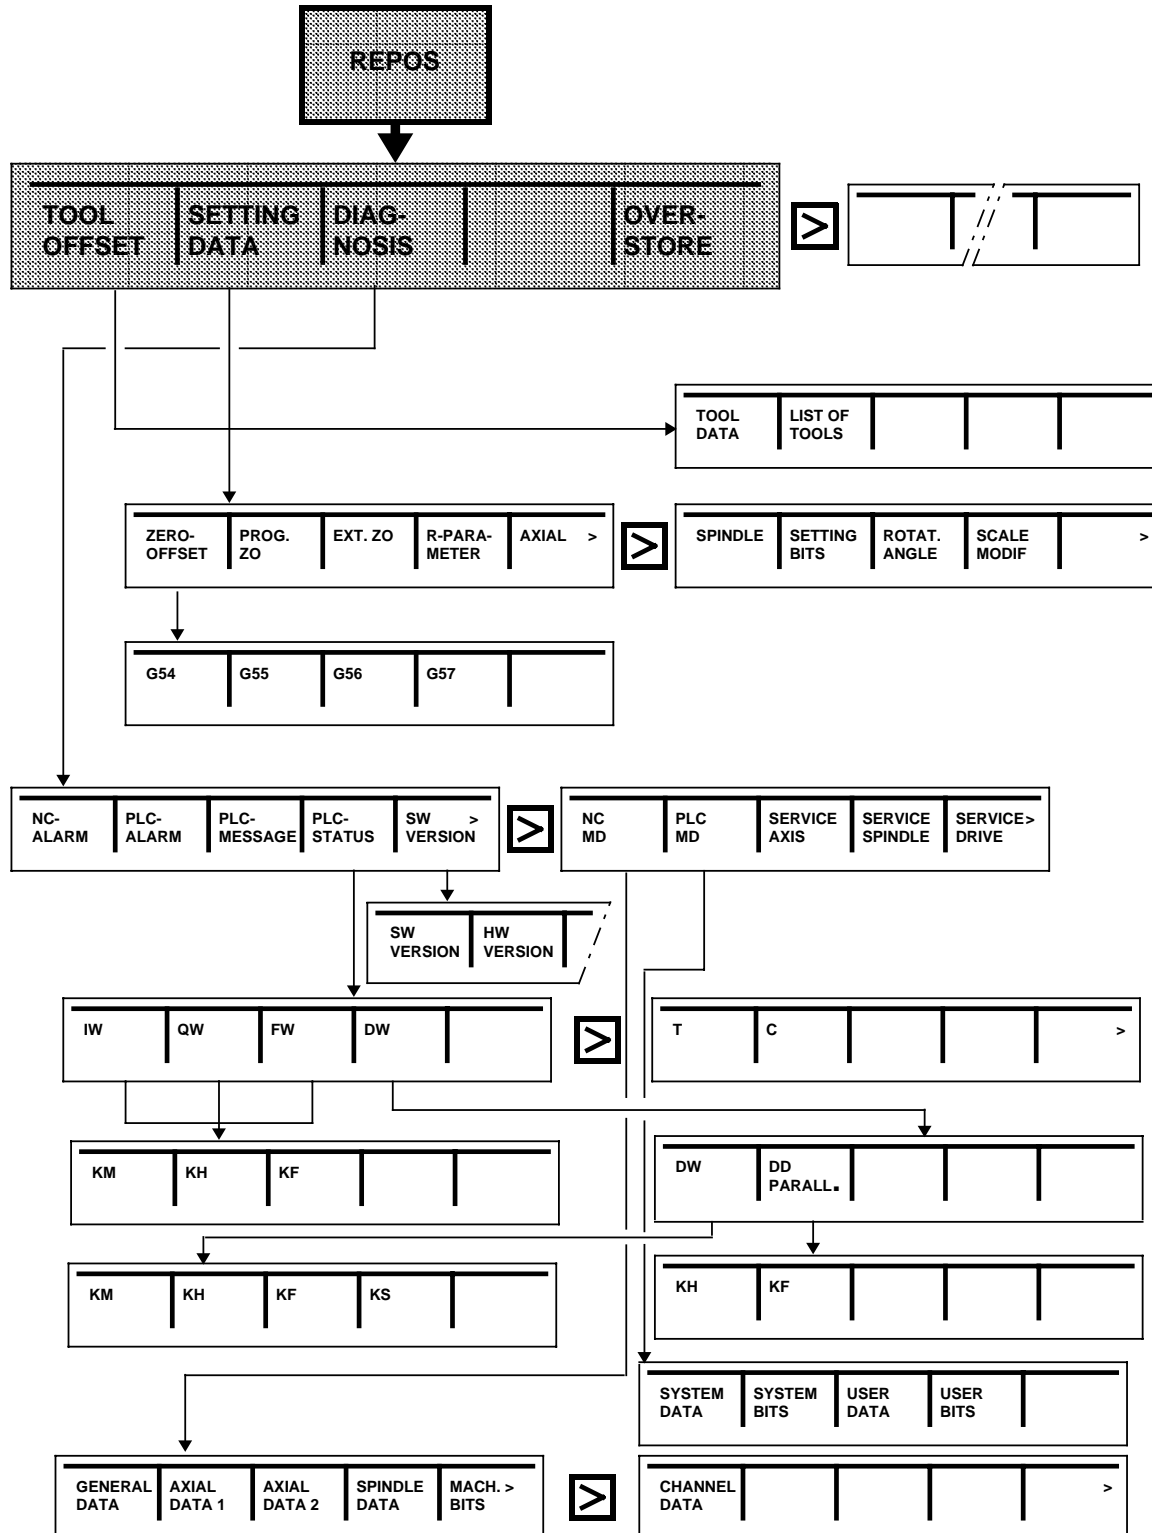 REPOS
TOOL OFFSET
SETTING DATA
DIAG-
NOSIS
OVER-
STORE
>
TOOL DATA
LIST OF TOOLS
ZERO-
OFFSET
PROG. ZO
EXT. ZO
R-PARA-
METER
AXIAL >
>
SPINDLE
SETTING BITS
ROTAT. ANGLE
SCALE MODIF
>
G54
G55
G56
G57
NC-
ALARM
PLC-
ALARM
PLC-
MESSAGE
PLC-
STATUS
SW >
VERSION
>
NC MD
PLC MD
SERVICE AXIS
SERVICE SPINDLE
SERVICE>
DRIVE
SW VERSION
HW VERSION
IW
QW
FW
DW
>
T
C
>
KM
KH
KF
DW
DD PARALL.
KM
KH
KF
KS
KH
KF
SYSTEM DATA
SYSTEM BITS
USER DATA
USER BITS
GENERAL DATA
AXIAL DATA 1
AXIAL DATA 2
SPINDLE DATA
MACH. >
BITS
>
CHANNEL DATA
>